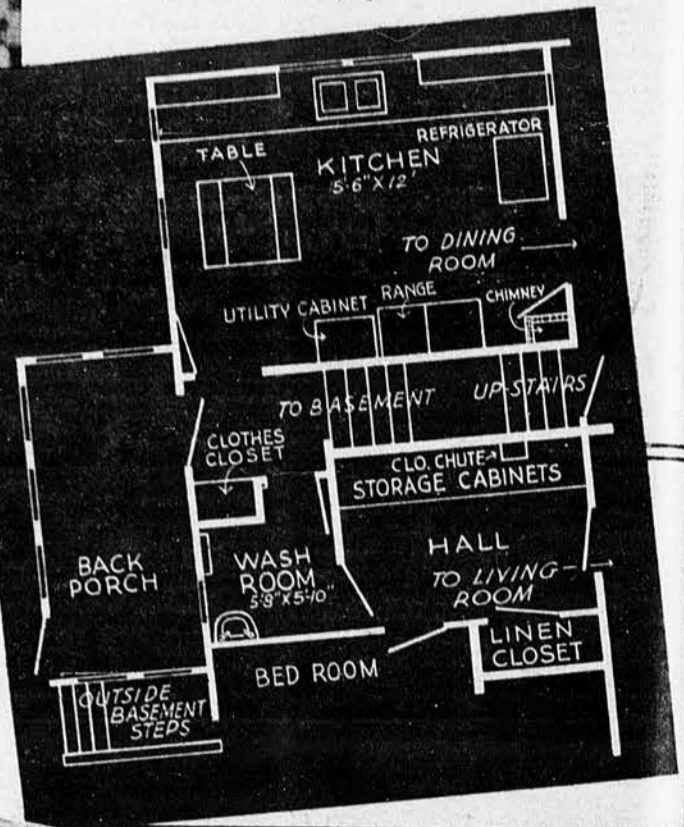 REFRIGERATOR
TABLE
KITCHEN
5'-6"X12'
TO DINING
ROOM
UTILITY CABINET
RANGE
CHIMNEY
TO BASEMENT
UP-STAIRS
CLOTHES
CLOSET
CLO. CHUTE
STORAGE CABINETS
HALL
BACK
PORCH
WASH
ROOM
5'-9"X5'-10"
TO LIVING
ROOM
LINEN
CLOSET
BED ROOM
OUTSIDE
BASEMENT
STEPS